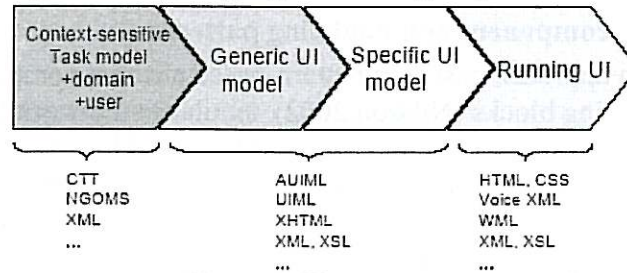 Context-sensitive
Task model
+domain
+user
Generic UI
model
Specific UI
model
Running UI
CTT
NGOMS
XML
...
AUIML
UIML
XHTML
XML, XSL
...
HTML, CSS
Voice XML
WML
XML, XSL
...